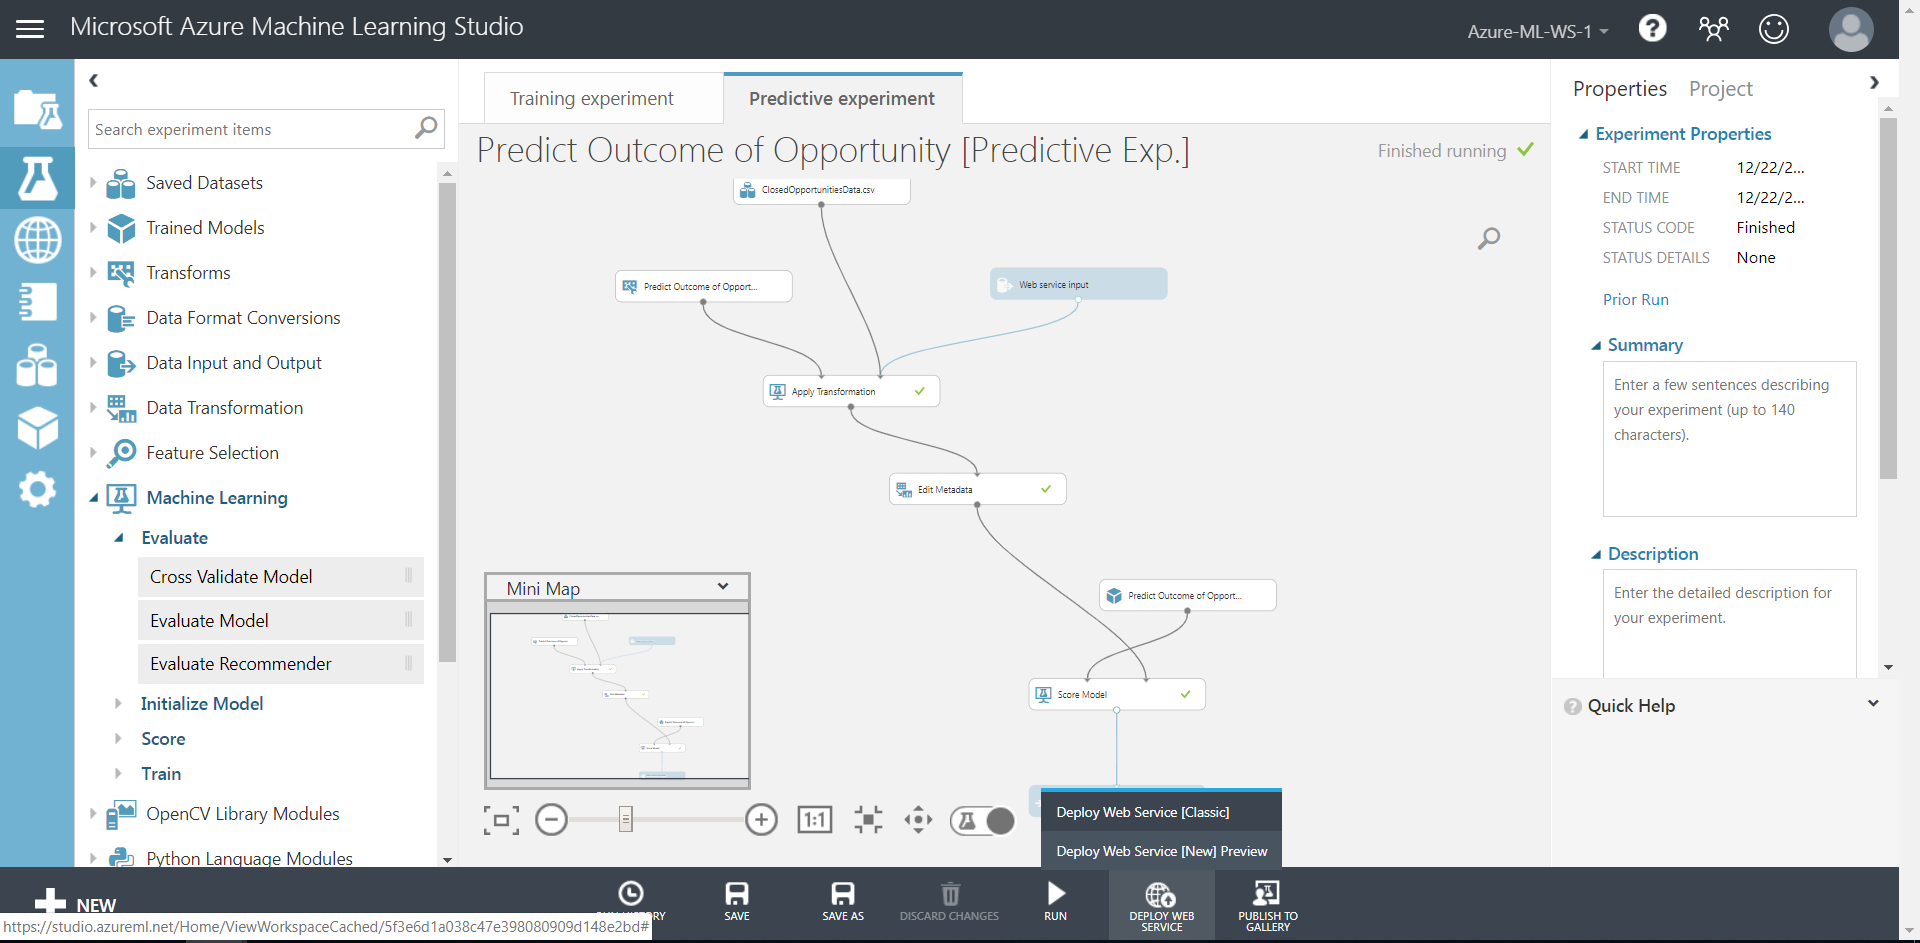 Microsoft Azure Machine Learning Studio
Azure-ML-WS-1
Search experiment items
Saved Datasets
Trained Models
Transforms
Data Format Conversions
Data Input and Output
Data Transformation
Feature Selection
Machine Learning
Evaluate
Cross Validate Model
Evaluate Model
Evaluate Recommender
Initialize Model
Score
Train
OpenCV Library Modules
Python Language Modules
Training experiment
Predictive experiment
Predict Outcome of Opportunity [Predictive Exp.]
Finished running
ClosedOpportunitiesData.csv
Predict Outcome of Opport...
Web service input
Apply Transformation
Edit Metadata
Predict Outcome of Opport...
Score Model
Mini Map
1:1
Deploy Web Service [Classic]
Deploy Web Service [New] Preview
Properties
Project
Experiment Properties
START TIME 12/22/2...
END TIME 12/22/2...
STATUS CODE Finished
STATUS DETAILS None
Prior Run
Summary
Enter a few sentences describing
your experiment (up to 140
characters).
Description
Enter the detailed description for
your experiment.
Quick Help
NEW
SAVE
SAVE AS
DISCARD CHANGES
RUN
DEPLOY WEB
SERVICE
PUBLISH TO
GALLERY
https://studio.azureml.net/Home/ViewWorkspaceCached/5f3e6d1a038c47e398080909d148e2bd#